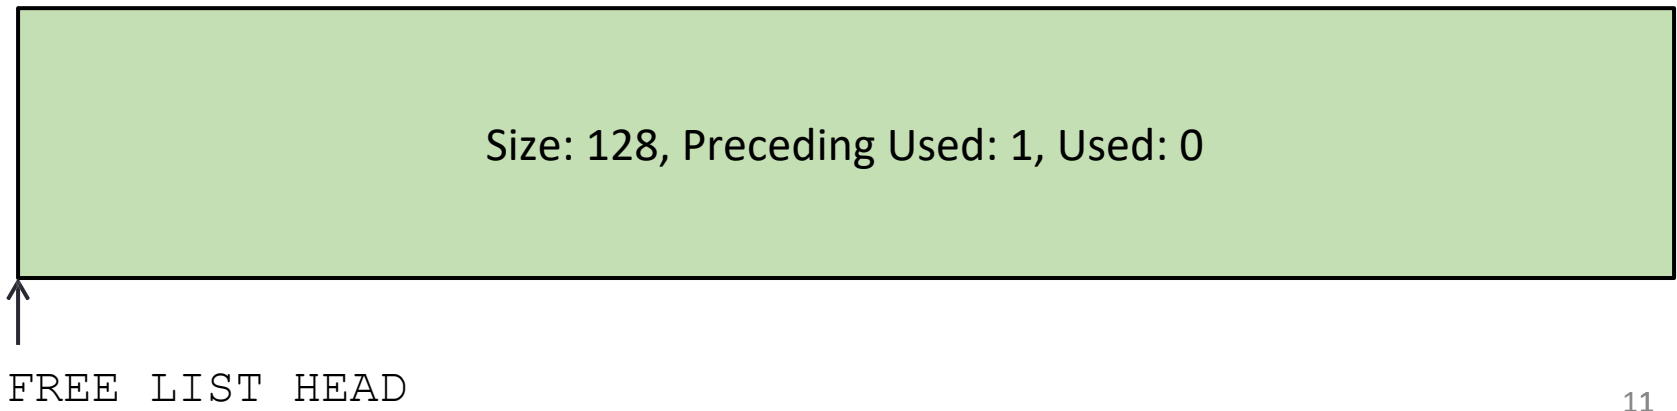 Size: 128, Preceding Used: 1, Used: 0
FREE LIST HEAD
11